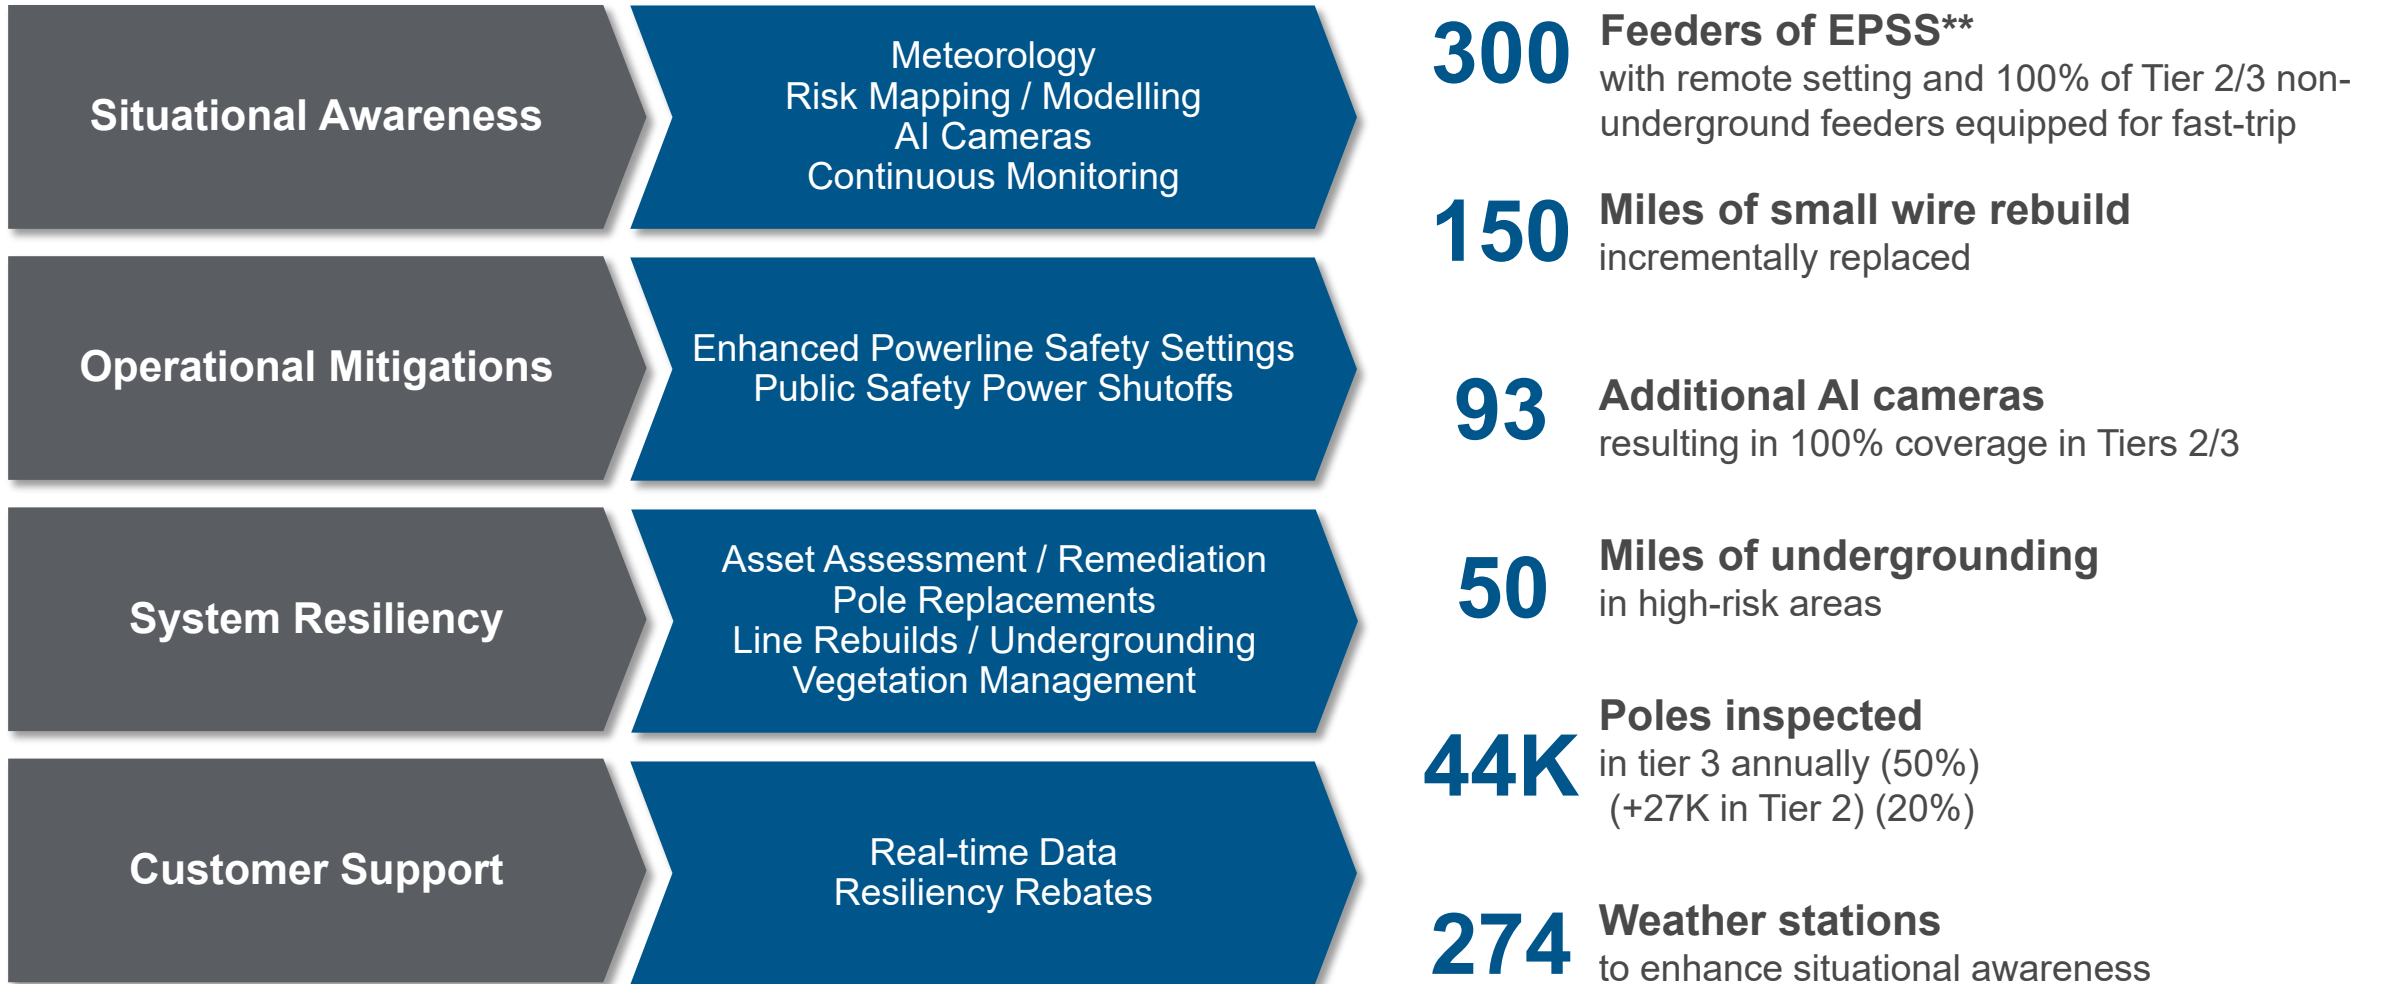 Situational Awareness
Meteorology
Risk Mapping / Modelling
AI Cameras
Continuous Monitoring
Operational Mitigations
Enhanced Powerline Safety Settings
Public Safety Power Shutoffs
System Resiliency
Asset Assessment / Remediation
Pole Replacements
Line Rebuilds / Undergrounding
Vegetation Management
Customer Support
Real-time Data
Resiliency Rebates
300
Feeders of EPSS**
with remote setting and 100% of Tier 2/3 non-
underground feeders equipped for fast-trip
150
Miles of small wire rebuild
incrementally replaced
93
Additional AI cameras
resulting in 100% coverage in Tiers 2/3
50
Miles of undergrounding
in high-risk areas
44K
Poles inspected
in tier 3 annually (50%)
(+27K in Tier 2) (20%)
274
Weather stations
to enhance situational awareness